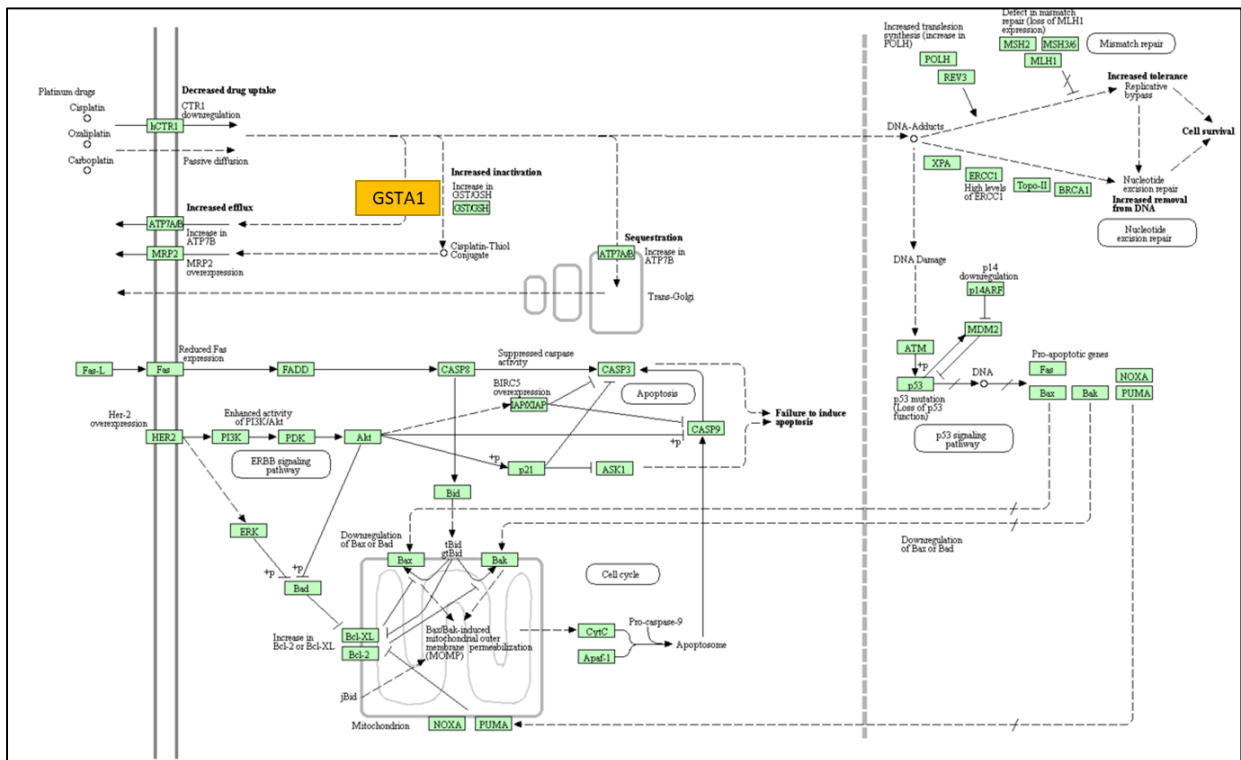 Platinum drugs
Cisplatin
Oxaliplatin
Carboplatin
Decreased drug uptake
CTR1
downregulation
hCTR1
Passive diffusion
GSTA1
Increased inactivation
Increase in
GST/GSH
GST/GSH
Increased efflux
ATP7A/B
Increase in
ATP7B
MRP2
MRP2
overexpression
Cisplatin-Thiol
Conjugate
Sequestration
ATP7A/B
Increase in
ATP7B
Trans-Golgi
Increased translesion
synthesis (increase in
POLH)
POLH
REV3
Defect in mismatch
repair (loss of MLH1
expression)
MSH2
MSH3/6
MLH1
Mismatch repair
Increased tolerance
Replicative
bypass
DNA-Adducts
Cell survival
XPA
ERCC1
High levels
of ERCC1
Topo-II
BRCA1
Nucleotide
excision repair
Increased removal
from DNA
Nucleotide
excision repair
DNA Damage
p14
downregulation
p14ARF
MDM2
ATM
+p
p53
p53 mutation
(Loss of p53
function)
DNA
Pro-apoptotic genes
Fas
Bax
Bak
NOXA
PUMA
p53 signaling
pathway
Fas-L
Reduced Fas
expression
Fas
FADD
CASP8
Suppressed caspase
activity
CASP3
BIRC5
overexpression
IAP/XIAP
Apoptosis
CASP9
+p
Failure to induce
apoptosis
Her-2
overexpression
HER2
Enhanced activity
of PI3K/Akt
PI3K
PDK
Akt
ERBB signaling
pathway
+p
p21
ASK1
Bid
ERK
+p
+p
Bad
Downregulation
of Bax or Bad
tBid
gtBid
Bax
Bak
Cell cycle
Downregulation
of Bax or Bad
Increase in
Bcl-2 or Bcl-XL
Bcl-XL
Bcl-2
Bax/Bak-induced
mitochondrial outer
membrane permeabilization
(MOMP)
jBid
Mitochondrion
NOXA
PUMA
CytC
Apaf-1
Pro-caspase-9
Apoptosome